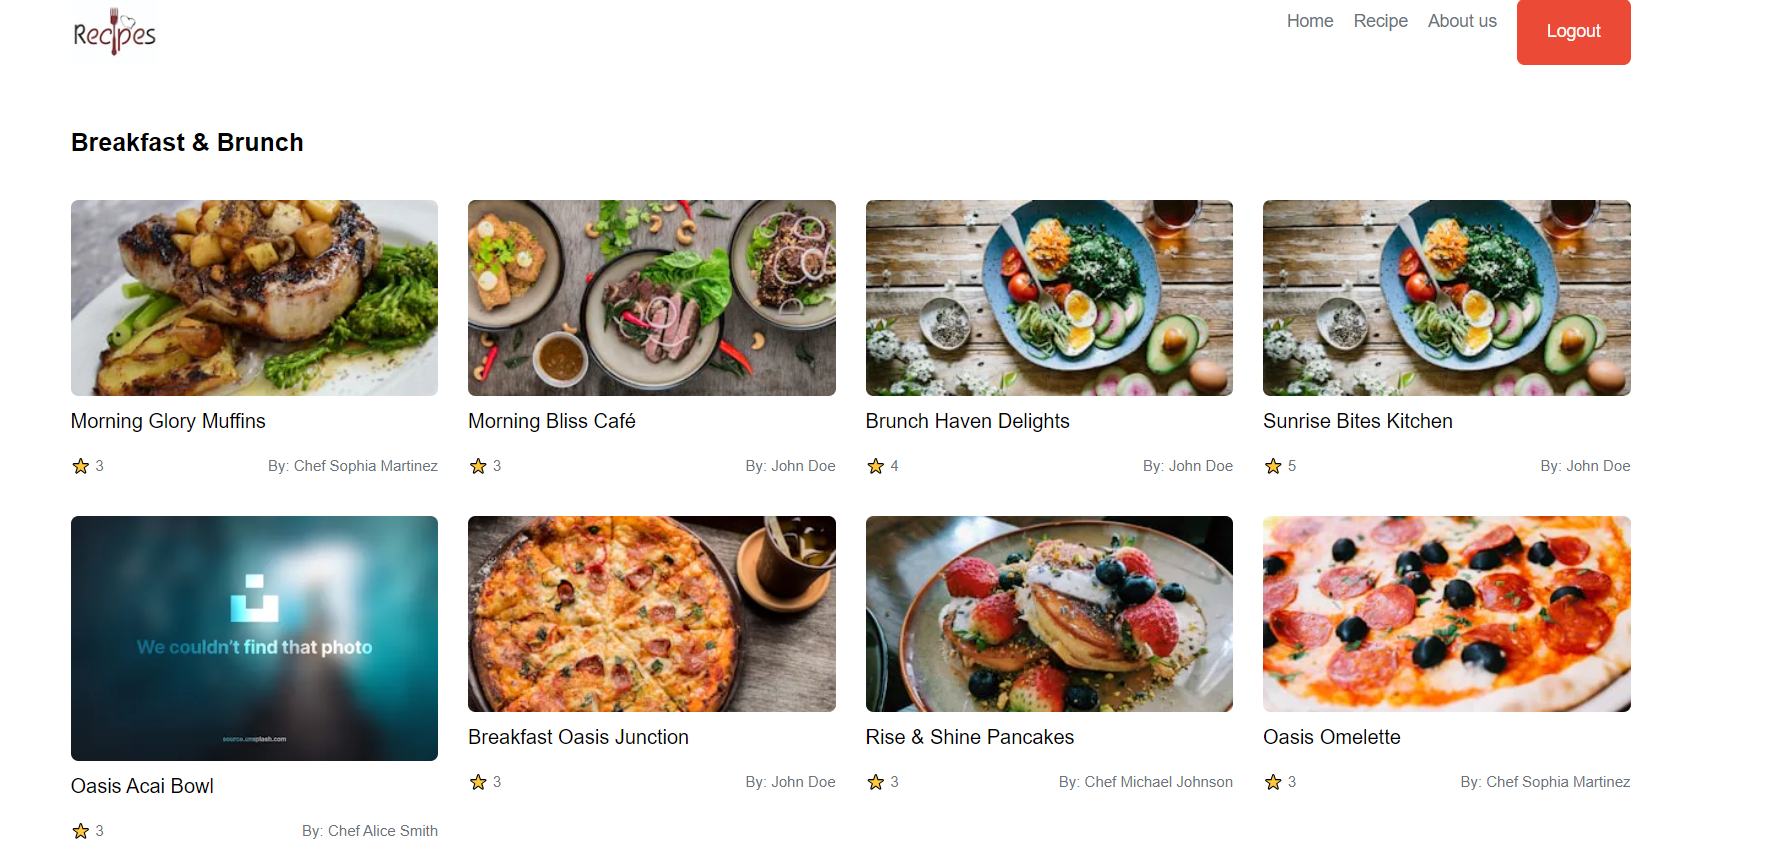 Recipes
Home Recipe About us Logout
Breakfast & Brunch
Morning Glory Muffins
3 By: Chef Sophia Martinez
Morning Bliss Café
3 By: John Doe
Brunch Haven Delights
4 By: John Doe
Sunrise Bites Kitchen
5 By: John Doe
We couldn't find that photo
source.unsplash.com
Oasis Acai Bowl
3 By: Chef Alice Smith
Breakfast Oasis Junction
3 By: John Doe
Rise & Shine Pancakes
3 By: Chef Michael Johnson
Oasis Omelette
3 By: Chef Sophia Martinez